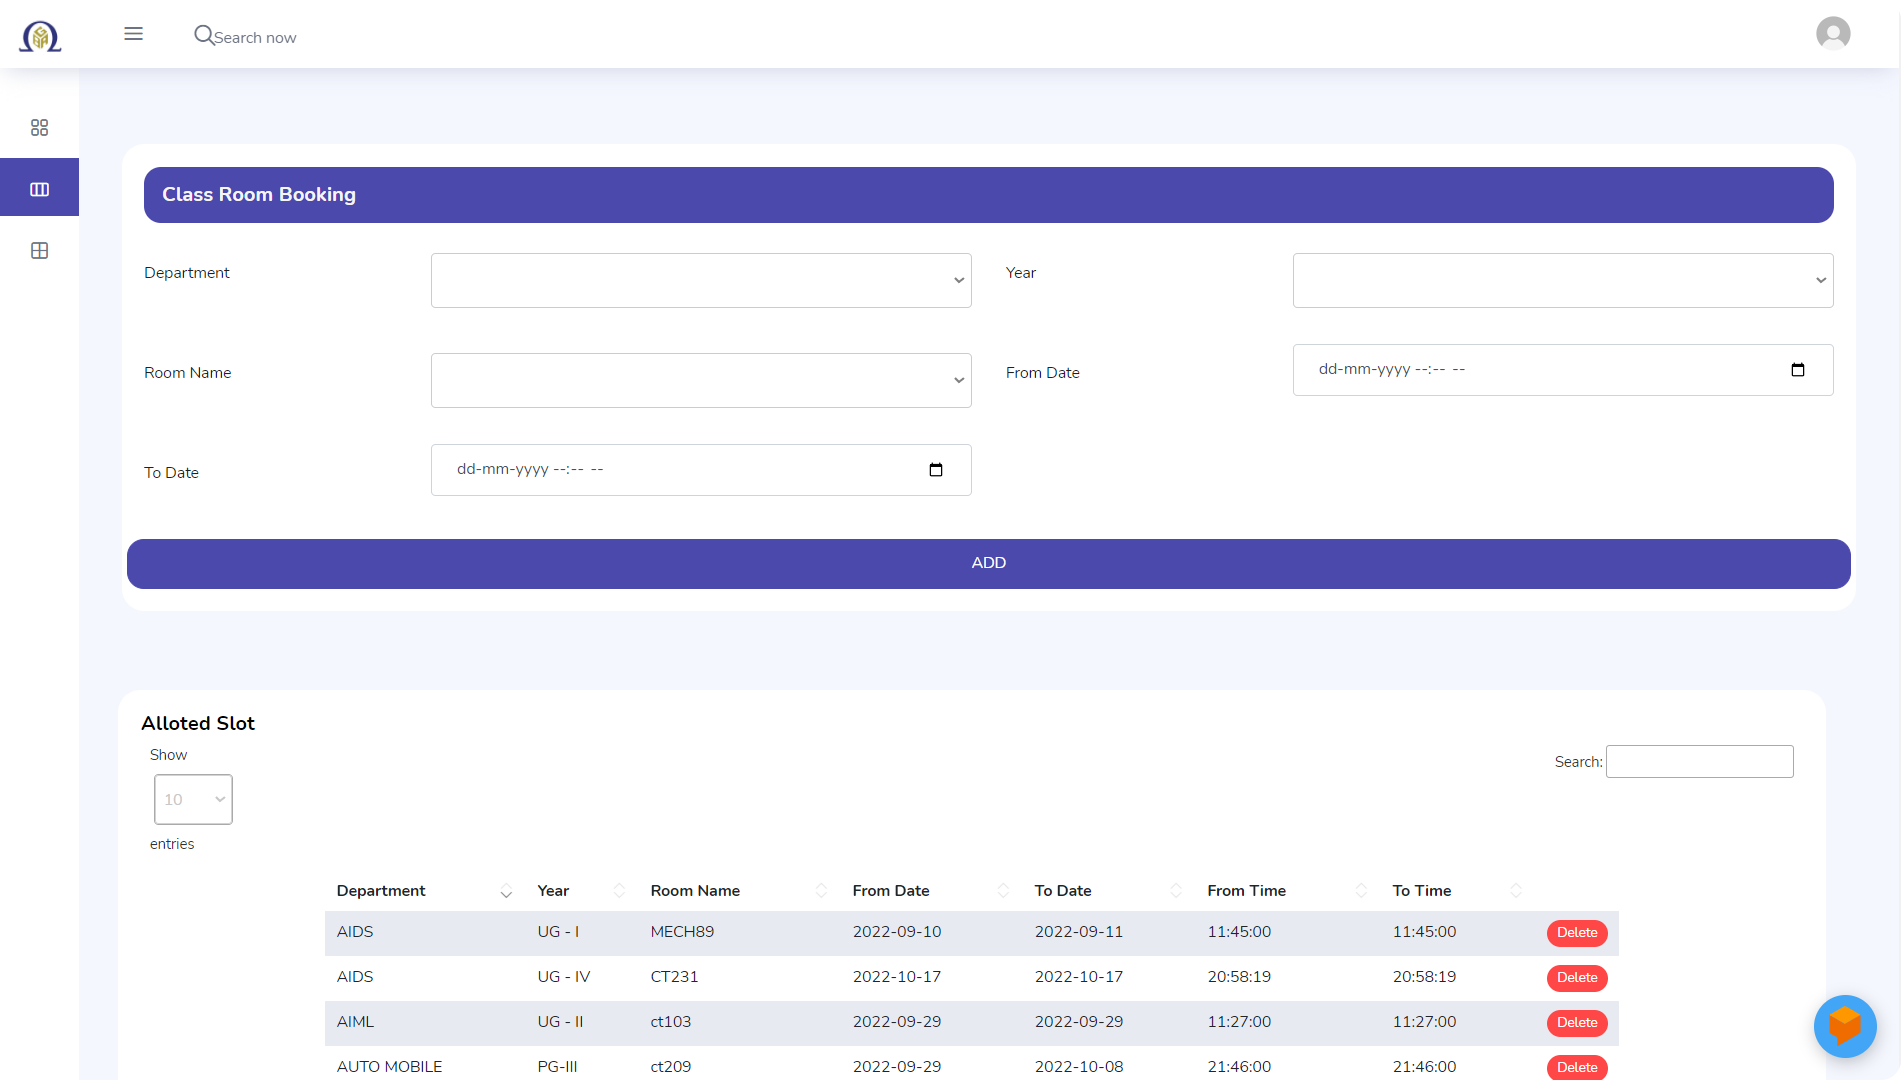 Search now
Class Room Booking
Department
Year
Room Name
From Date
dd-mm-yyyy --:-- --
To Date
dd-mm-yyyy --:-- --
ADD
Alloted Slot
Show
10
entries
Search:
Department Year Room Name From Date To Date From Time To Time
AIDS UG - I MECH89 2022-09-10 2022-09-11 11:45:00 11:45:00 Delete
AIDS UG - IV CT231 2022-10-17 2022-10-17 20:58:19 20:58:19 Delete
AIML UG - II ct103 2022-09-29 2022-09-29 11:27:00 11:27:00 Delete
AUTO MOBILE PG-III ct209 2022-09-29 2022-10-08 21:46:00 21:46:00 Delete